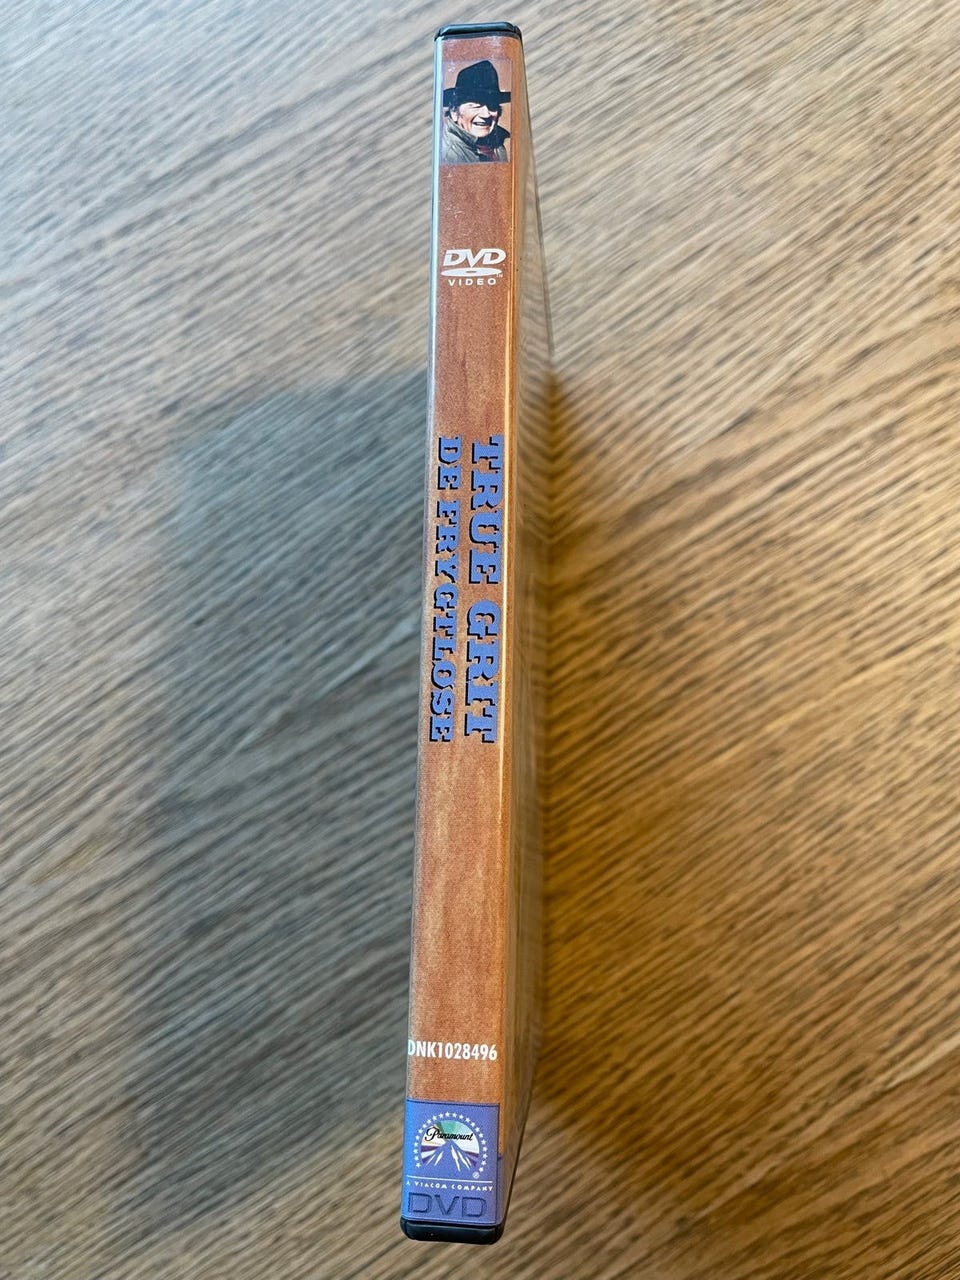 DVD
VIDEO
TRUE GRIT
DE FRYGTLØSE
DNK1028496
Paramount
A VIACOM COMPANY
DVD